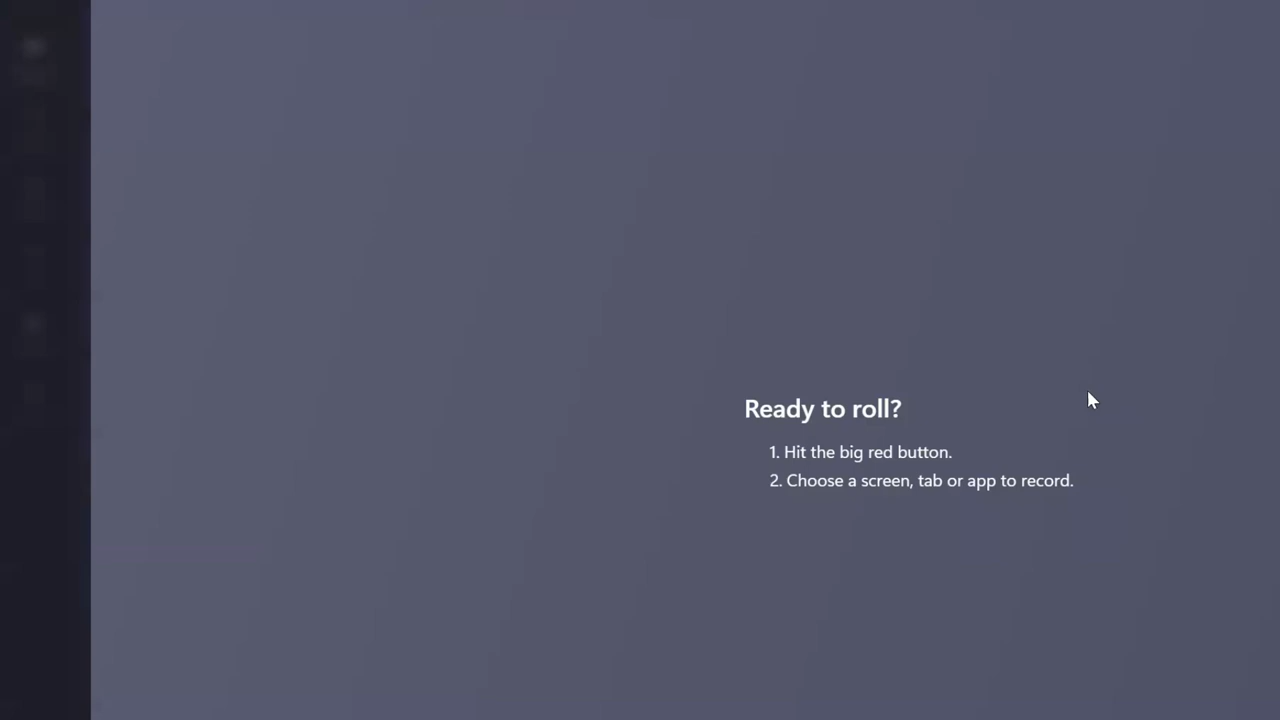 Ready to roll?
1. Hit the big red button.
2. Choose a screen, tab or app to record.